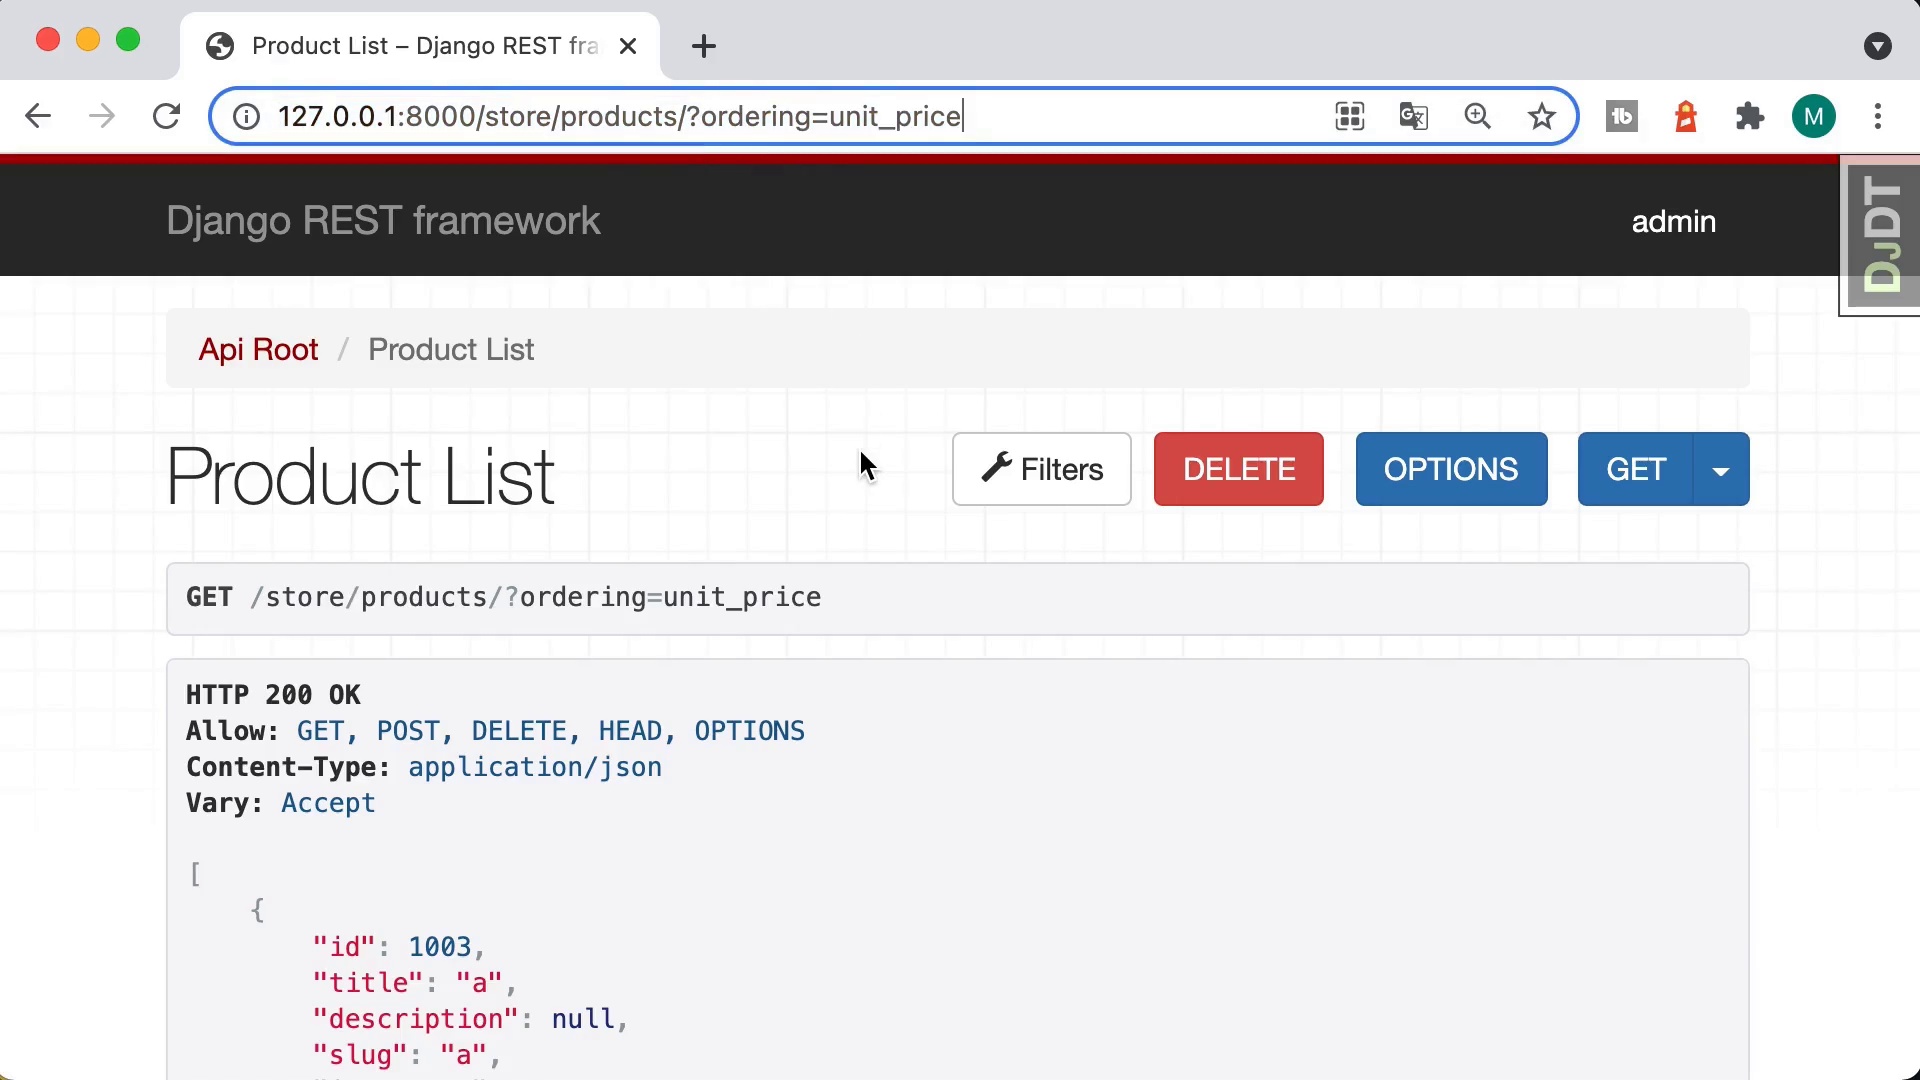 Product List – Django REST fra
127.0.0.1:8000/store/products/?ordering=unit_price
M
Django REST framework
admin
DJDT
Api Root / Product List
Product List
Filters
DELETE
OPTIONS
GET
GET /store/products/?ordering=unit_price
HTTP 200 OK
Allow: GET, POST, DELETE, HEAD, OPTIONS
Content-Type: application/json
Vary: Accept
[
{
"id": 1003,
"title": "a",
"description": null,
"slug": "a",